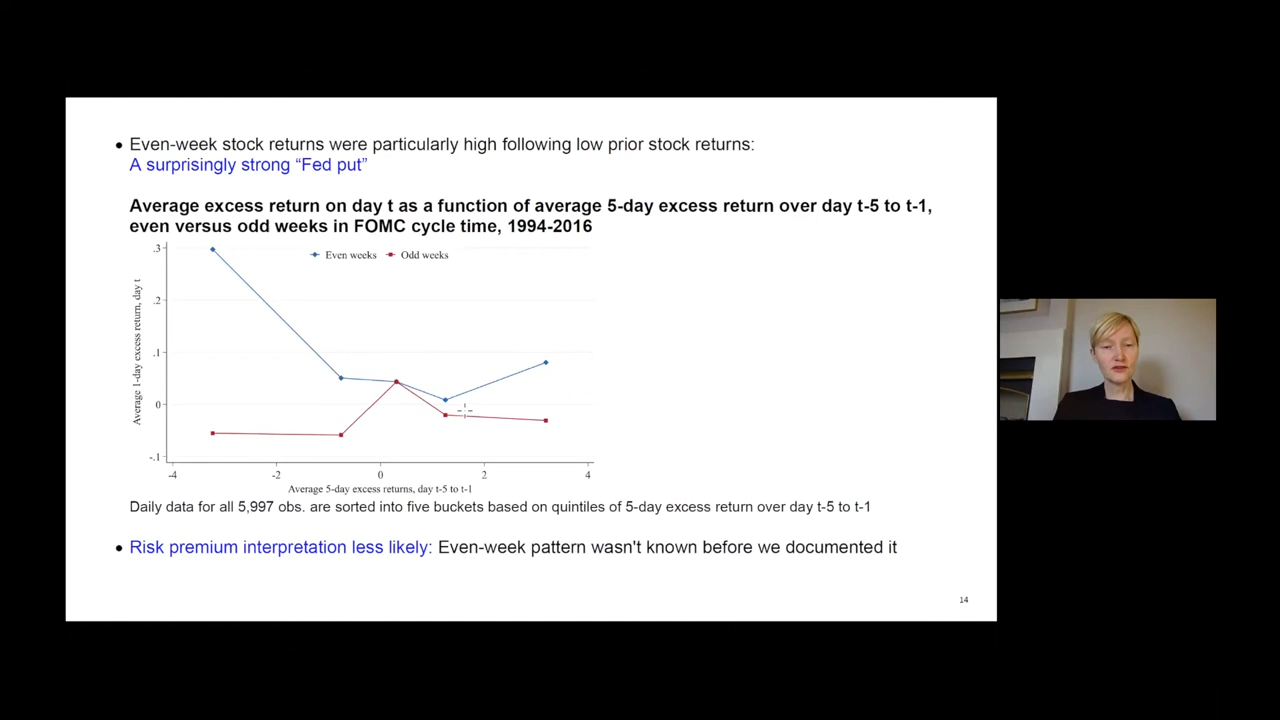 Even-week stock returns were particularly high following low prior stock returns:
A surprisingly strong “Fed put”
Average excess return on day t as a function of average 5-day excess return over day t-5 to t-1,
even versus odd weeks in FOMC cycle time, 1994-2016
Even weeks Odd weeks
Average 1-day excess return, day t
.3
.2
.1
0
-.1
-4 -2 0 2 4
Average 5-day excess returns, day t-5 to t-1
Daily data for all 5,997 obs. are sorted into five buckets based on quintiles of 5-day excess return over day t-5 to t-1
Risk premium interpretation less likely: Even-week pattern wasn't known before we documented it
14